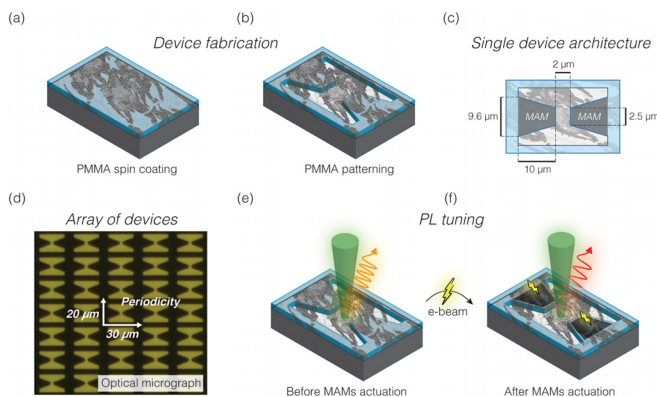 (a)
Device fabrication
(b)
PMMA spin coating
PMMA patterning
(c)
Single device architecture
2 µm
9.6 µm
MAM
MAM
2.5 µm
10 µm
(d)
Array of devices
Periodicity
20 µm
30 µm
Optical micrograph
(e)
PL tuning
(f)
e-beam
Before MAMs actuation
After MAMs actuation